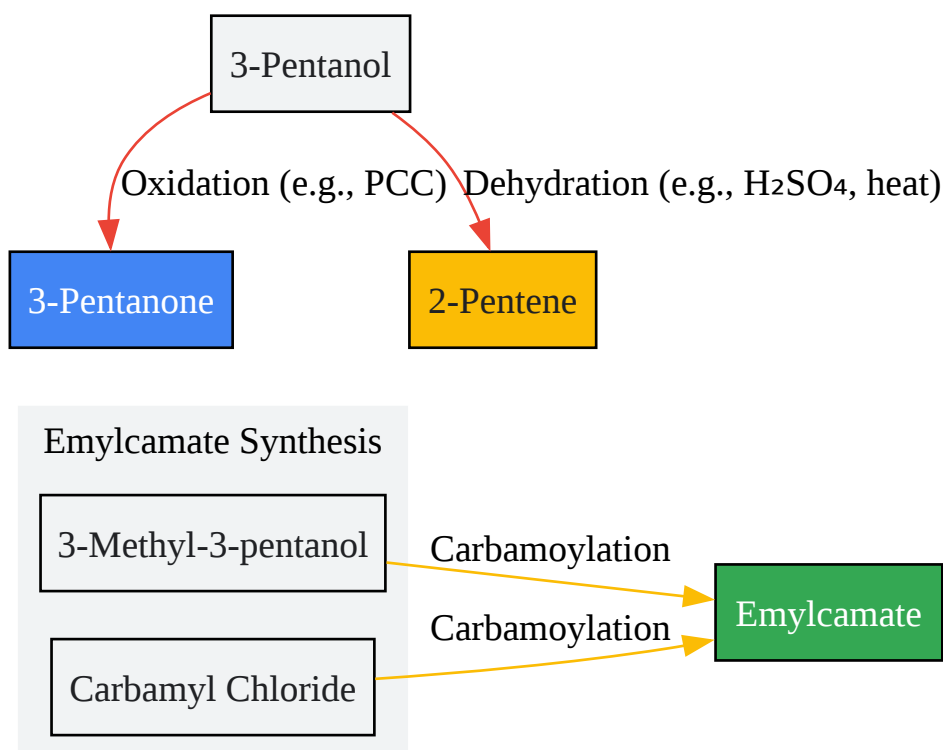 3-Pentanol
Oxidation (e.g., PCC)
Dehydration (e.g., H₂SO₄, heat)
3-Pentanone
2-Pentene
Emylcamate Synthesis
3-Methyl-3-pentanol
Carbamoylation
Emylcamate
Carbamoylation
Carbamyl Chloride